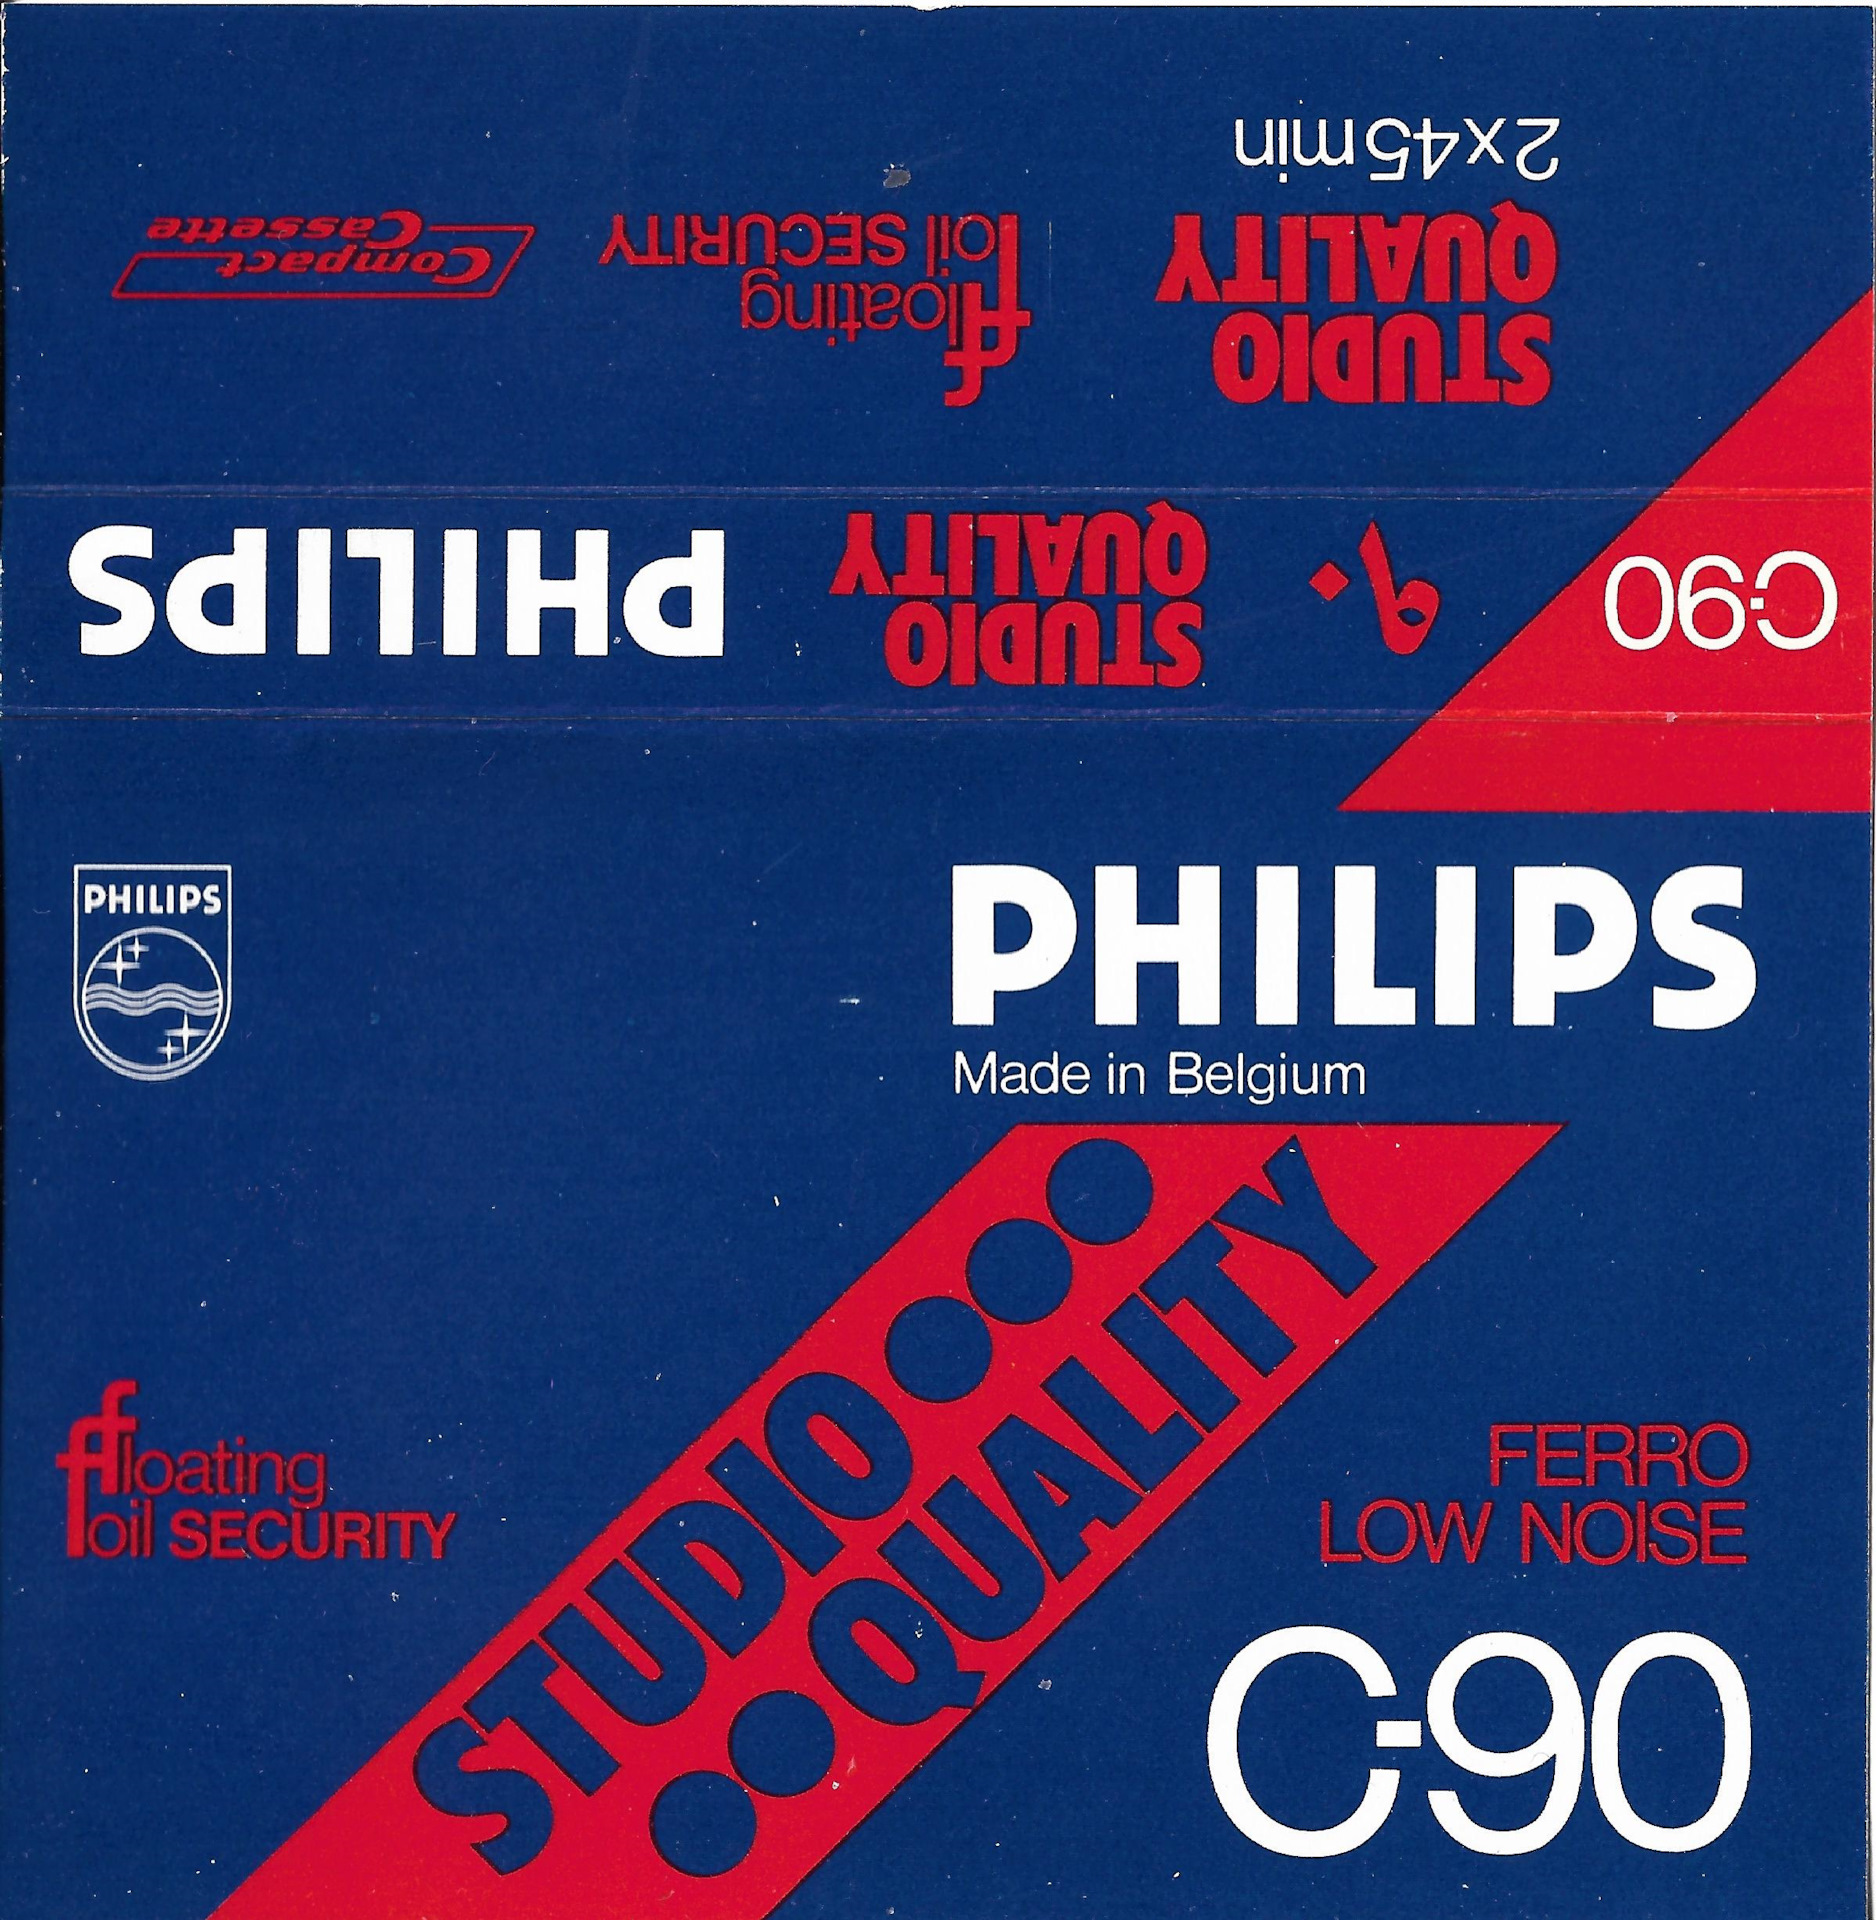 STUDIO
QUALITY
2x45min
floating
foil SECURITY
Compact
Cassette
C-90
٩٠
STUDIO
QUALITY
PHILIPS
PHILIPS
PHILIPS
Made in Belgium
STUDIO
QUALITY
floating
foil SECURITY
FERRO
LOW NOISE
C-90